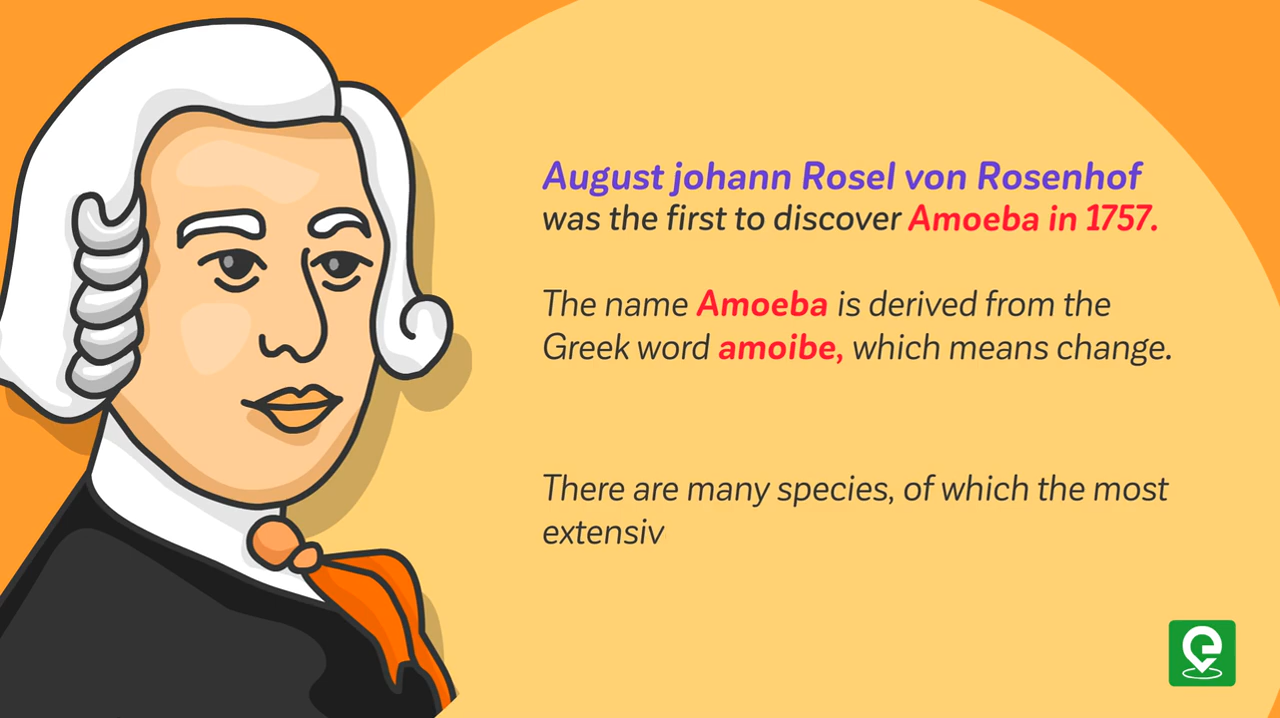 August johann Rosel von Rosenhof
was the first to discover Amoeba in 1757.
The name Amoeba is derived from the
Greek word amoibe, which means change.
There are many species, of which the most
extensiv